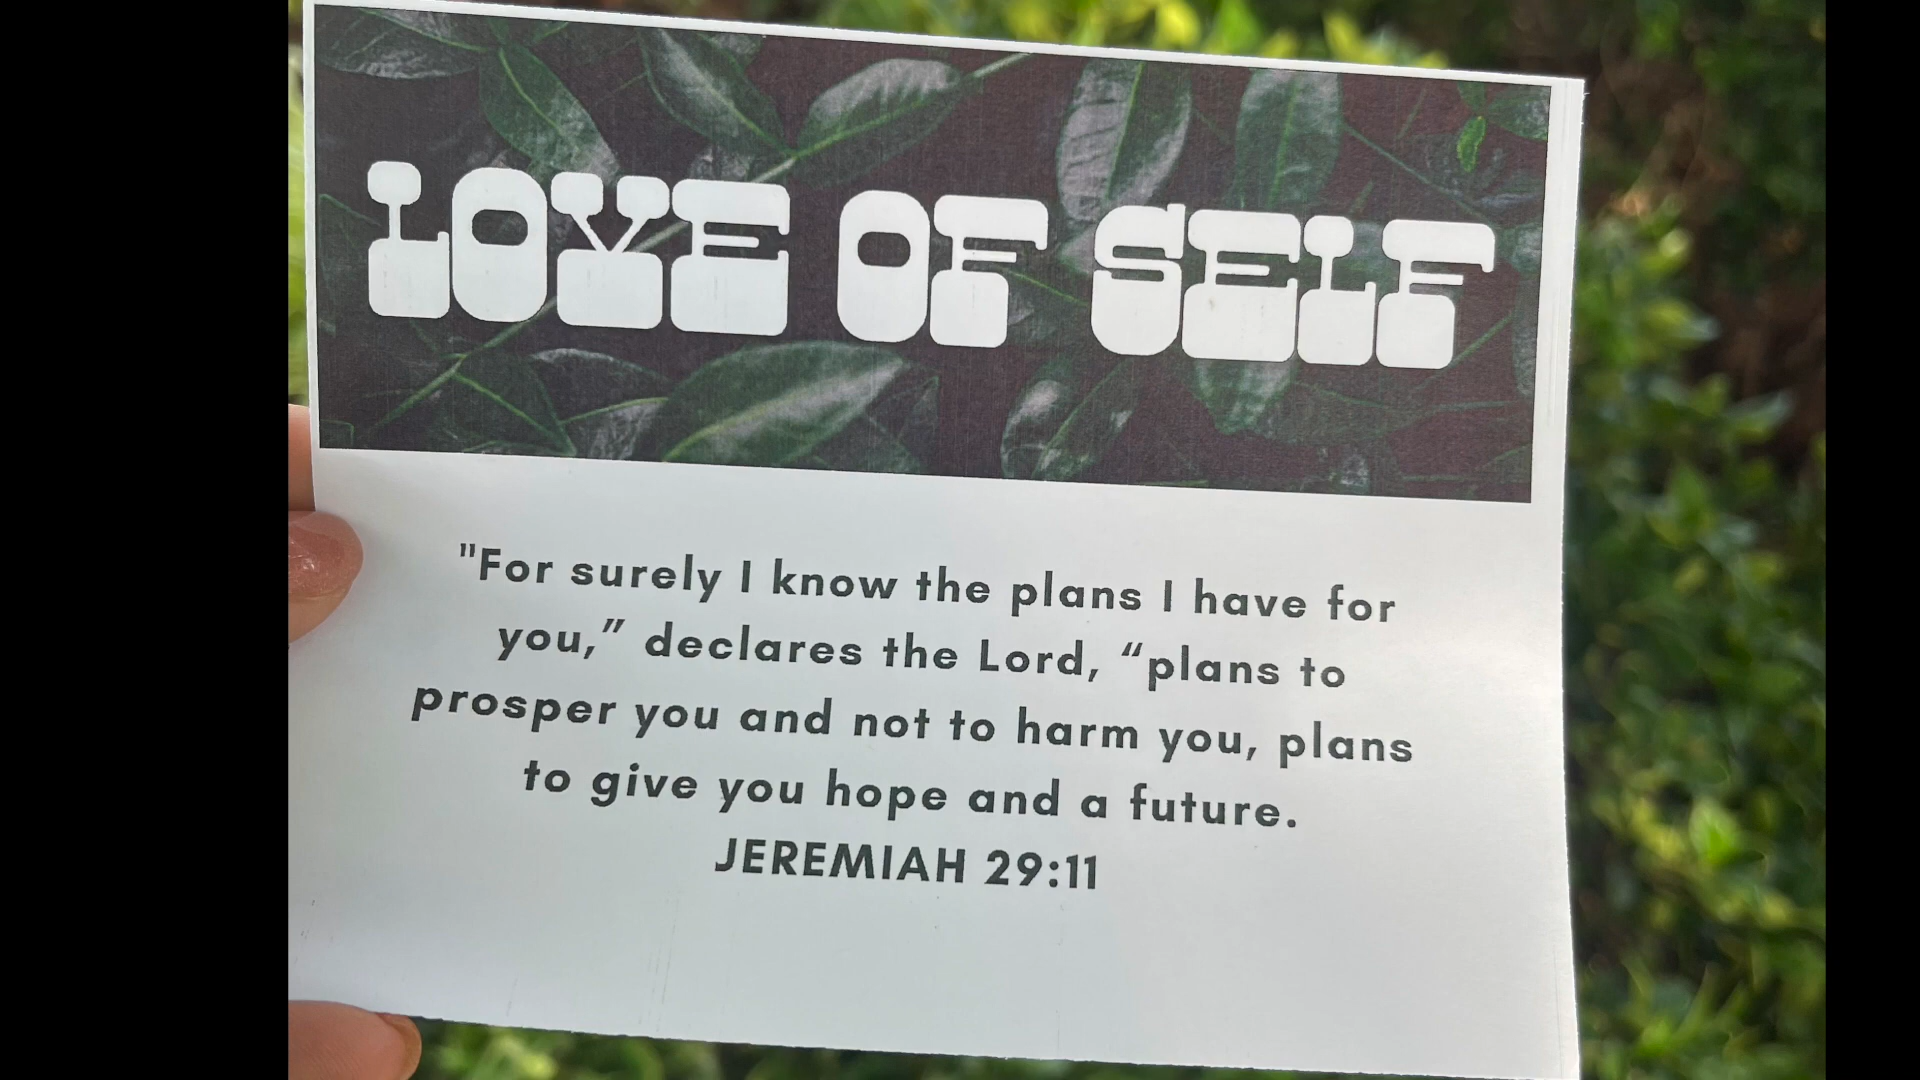 LOVE OF SELF
"For surely I know the plans I have for
you,” declares the Lord, “plans to
prosper you and not to harm you, plans
to give you hope and a future.
JEREMIAH 29:11